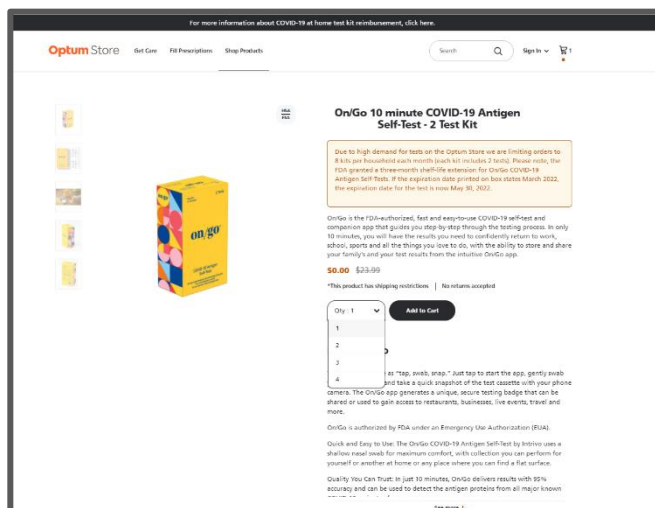 For more information about COVID-19 at home test kit reimbursement, click here.
Optum Store
Get Care
Fill Prescriptions
Shop Products
Search
Sign In
1
HSA
FSA
On/Go 10 minute COVID-19 Antigen
Self-Test - 2 Test Kit
Due to high demand for tests on the Optum Store we are limiting orders to
8 kits per household each month (each kit includes 2 tests). Please note, the
FDA granted a three-month shelf-life extension for On/Go COVID-19
Antigen Self-Tests. If the expiration date printed on box states March 2022,
the expiration date for the test is now May 30, 2022.
on/go
On/Go is the FDA-authorized, fast and easy-to-use COVID-19 self-test and
companion app that guides you step-by-step through the testing process. In only
10 minutes, you will have the results you need to confidently return to work,
school, sports and all the things you love to do, with the ability to store and share
your family's and your test results from the intuitive On/Go app.
$0.00 $23.99
*This product has shipping restrictions | No returns accepted
Qty : 1
Add to Cart
1
2
3
4
as "tap, swab, snap." Just tap to start the app, gently swab
and take a quick snapshot of the test cassette with your phone
camera. The On/Go app generates a unique, secure testing badge that can be
shared or used to gain access to restaurants, businesses, live events, travel and
more.
On/Go is authorized by FDA under an Emergency Use Authorization (EUA).
Quick and Easy to Use: The On/Go COVID-19 Antigen Self-Test by Intrivo uses a
shallow nasal swab for maximum comfort, with collection you can perform for
yourself or another at home or any place where you can find a flat surface.
Quality You Can Trust: In just 10 minutes, On/Go delivers results with 95%
accuracy and can be used to detect the antigen proteins from all major known